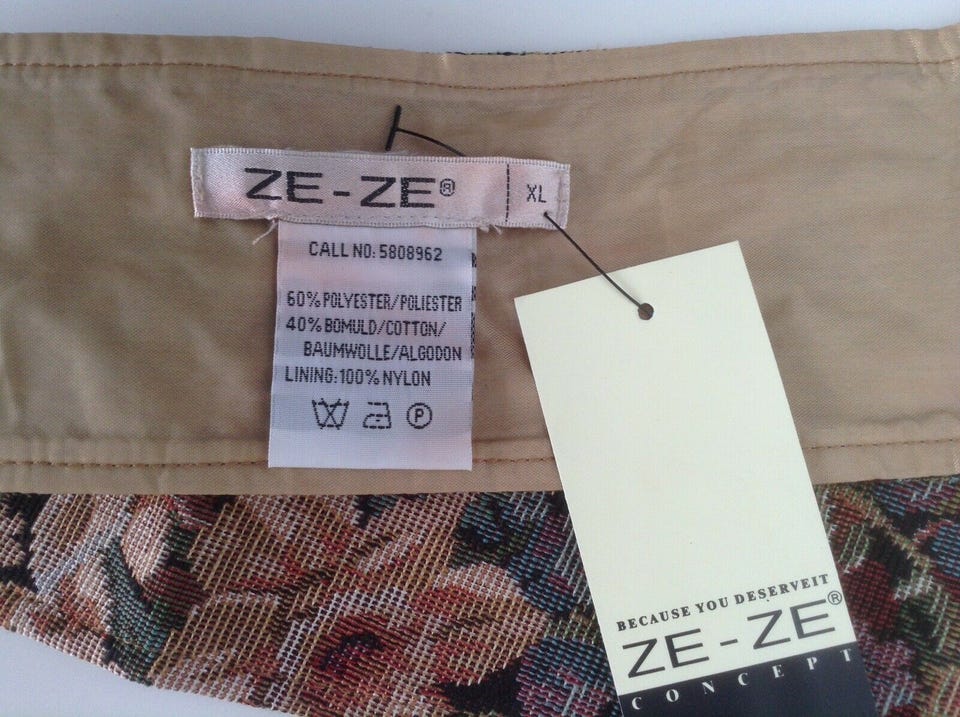 ZE-ZE®
XL
CALL NO: 5808962
60% POLYESTER/POLIESTER
40% BOMULD/COTTON/
BAUMWOLLE/ALGODON
LINING: 100% NYLON
P
BECAUSE YOU DESERVEIT
ZE-ZE®
CONCEPT